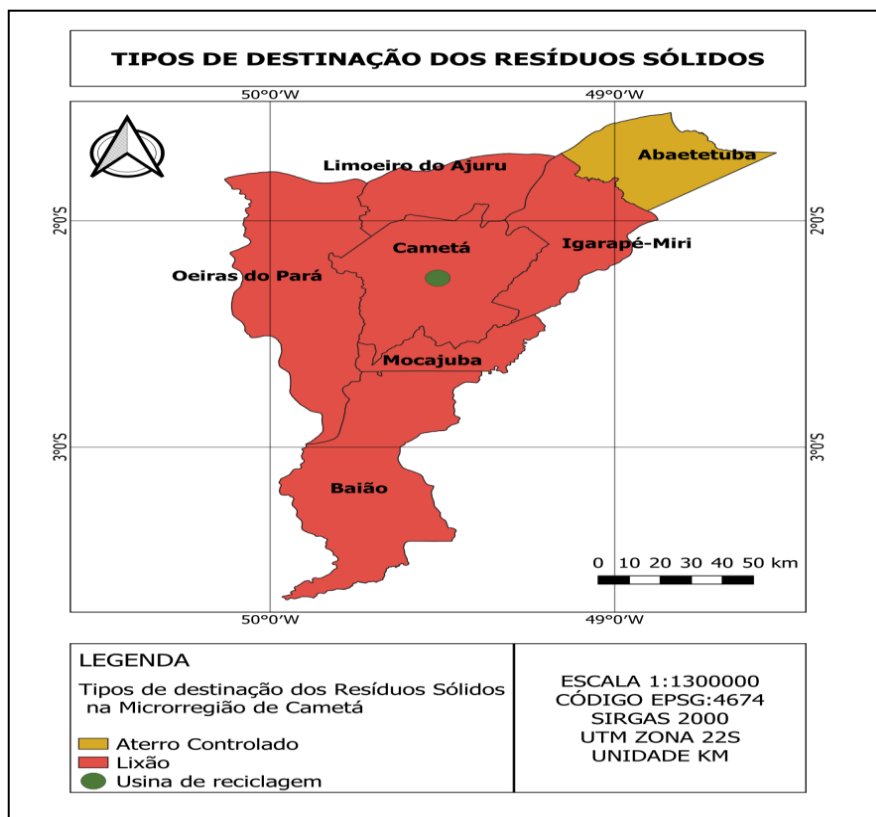 TIPOS DE DESTINAÇÃO DOS RESÍDUOS SÓLIDOS
50°0'W
49°0'W
Abaetetuba
Limoeiro do Ajuru
2°0'S
2°0'S
Cametá
Igarapé-Miri
Oeiras do Pará
Mocajuba
3°0'S
3°0'S
Baião
0 10 20 30 40 50 km
50°0'W
49°0'W
LEGENDA
Tipos de destinação dos Resíduos Sólidos
na Microrregião de Cametá
Aterro Controlado
Lixão
Usina de reciclagem
ESCALA 1:1300000
CÓDIGO EPSG:4674
SIRGAS 2000
UTM ZONA 22S
UNIDADE KM